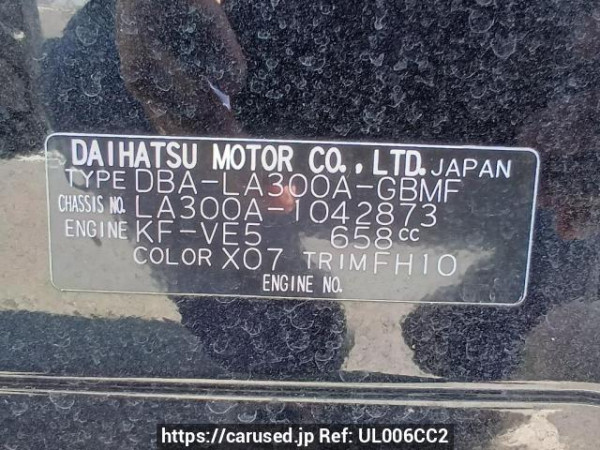 DAIHATSU MOTOR CO., LTD. JAPAN
TYPE DBA-LA300A-GBMF
CHASSIS NO. LA300A-1042873
ENGINE KF-VE5 658cc
COLOR X07 TRIM FH10
ENGINE NO.
https://carused.jp Ref: UL006CC2